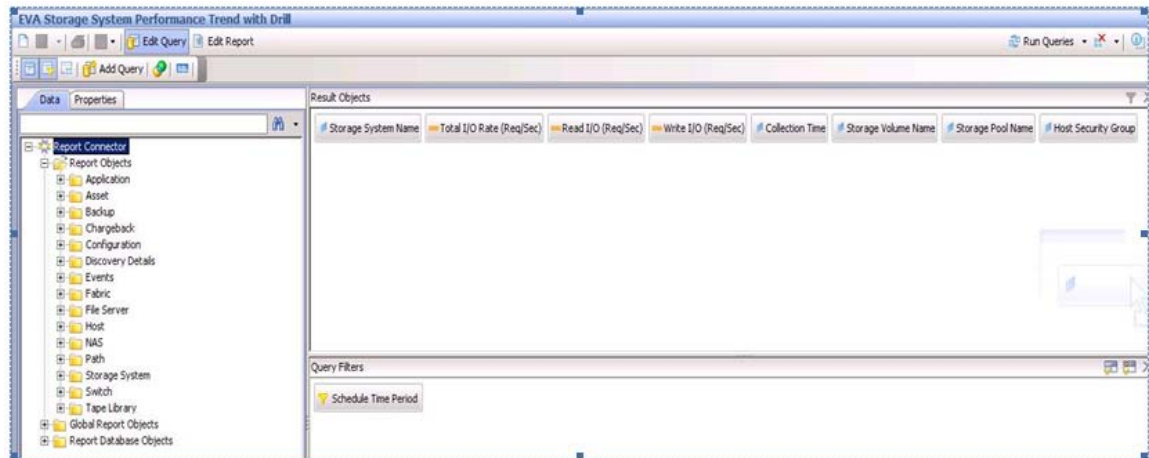 EVA Storage System Performance Trend with Drill
Edit Query Edit Report Run Queries
Add Query
Data Properties
Result Objects
Storage System Name Total I/O Rate (Req/Sec) Read I/O (Req/Sec) Write I/O (Req/Sec) Collection Time Storage Volume Name Storage Pool Name Host Security Group
Report Connector
Report Objects
Application
Asset
Backup
Chargeback
Configuration
Discovery Details
Events
Fabric
File Server
Host
NAS
Path
Storage System
Switch
Tape Library
Global Report Objects
Report Database Objects
Query Filters
Schedule Time Period